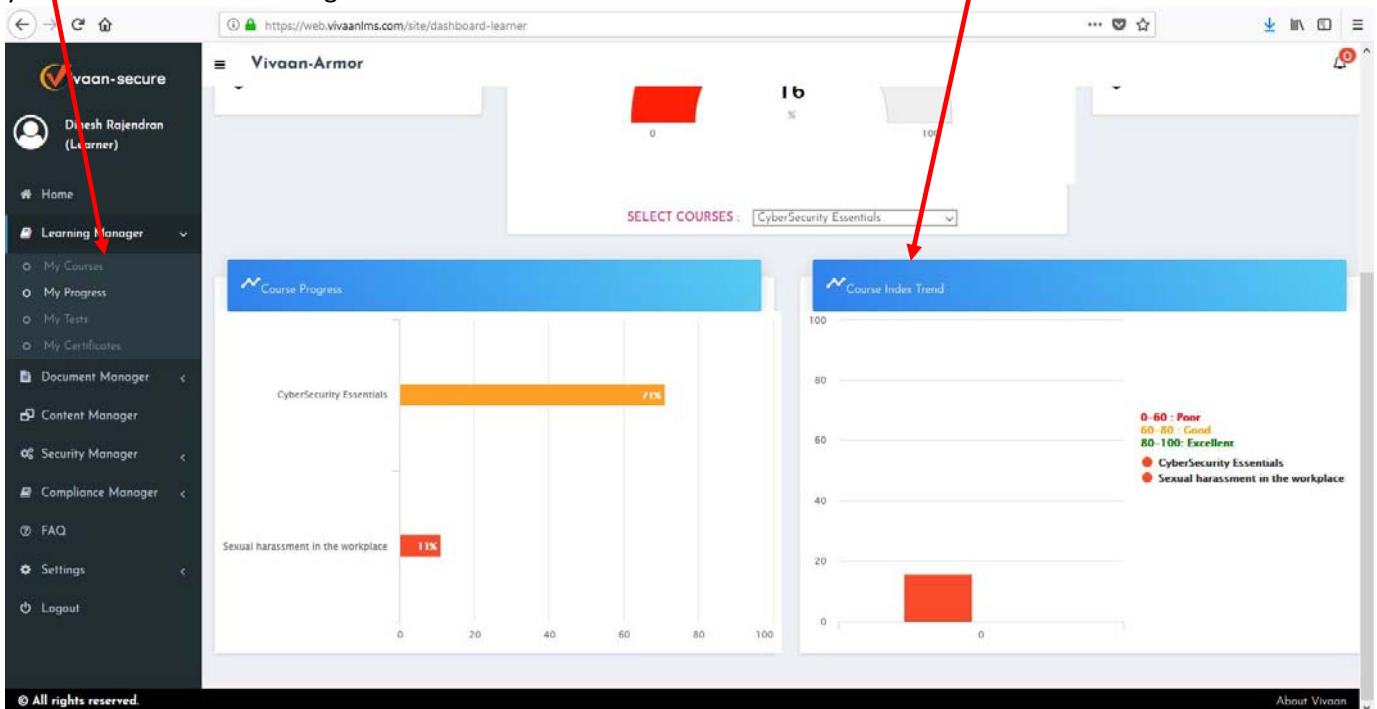 https://web.vivaanlms.com/site/dashboard-learner
vaan-secure
Vivaan-Armor
0
Dinesh Rajendran
(Learner)
Home
Learning Manager
My Courses
My Progress
My Tests
My Certificates
Document Manager
Content Manager
Security Manager
Compliance Manager
FAQ
Settings
Logout
16
%
0
100
SELECT COURSES : CyberSecurity Essentials
Course Progress
CyberSecurity Essentials
71%
Sexual harassment in the workplace
11%
0 20 40 60 80 100
Course Index Trend
100
80
60
40
20
0
0
0-60 : Poor
60-80 : Good
80-100: Excellent
CyberSecurity Essentials
Sexual harassment in the workplace
© All rights reserved.
About Vivaan